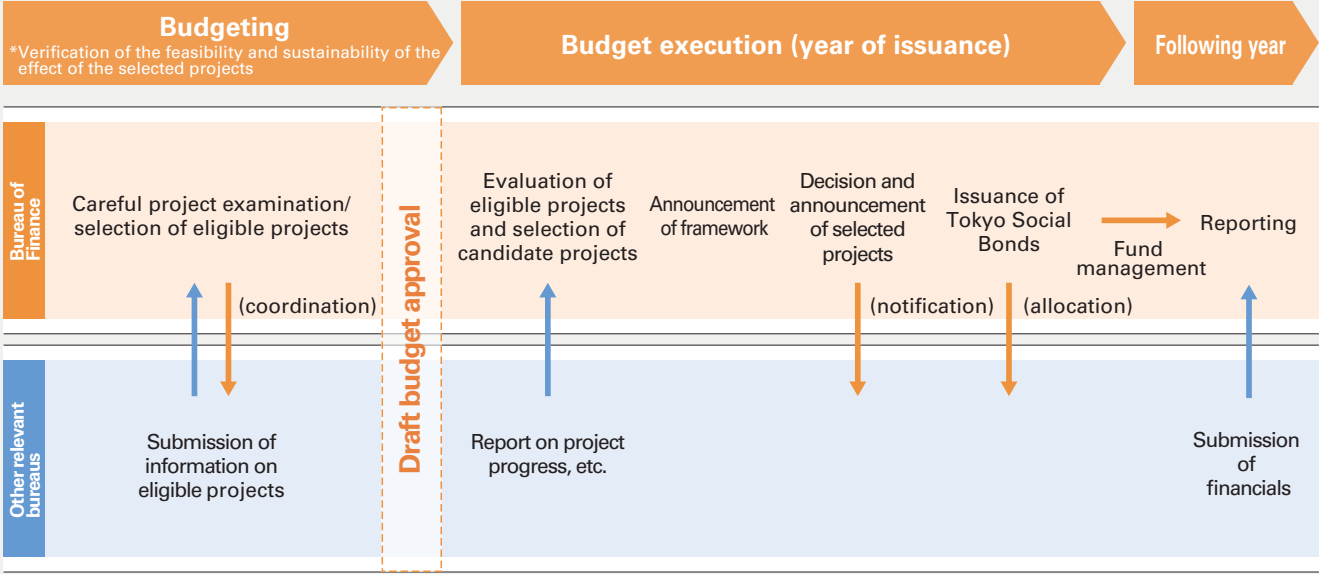 Budgeting
*Verification of the feasibility and sustainability of the
effect of the selected projects
Budget execution (year of issuance)
Following year
Bureau of
Finance
Careful project examination/
selection of eligible projects
(coordination)
Draft budget approval
Evaluation of
eligible projects
and selection of
candidate projects
Announcement
of framework
Decision and
announcement
of selected
projects
(notification)
Issuance of
Tokyo Social
Bonds
(allocation)
Fund
management
Reporting
Other relevant
bureaus
Submission of
information on
eligible projects
Report on project
progress, etc.
Submission
of
financials